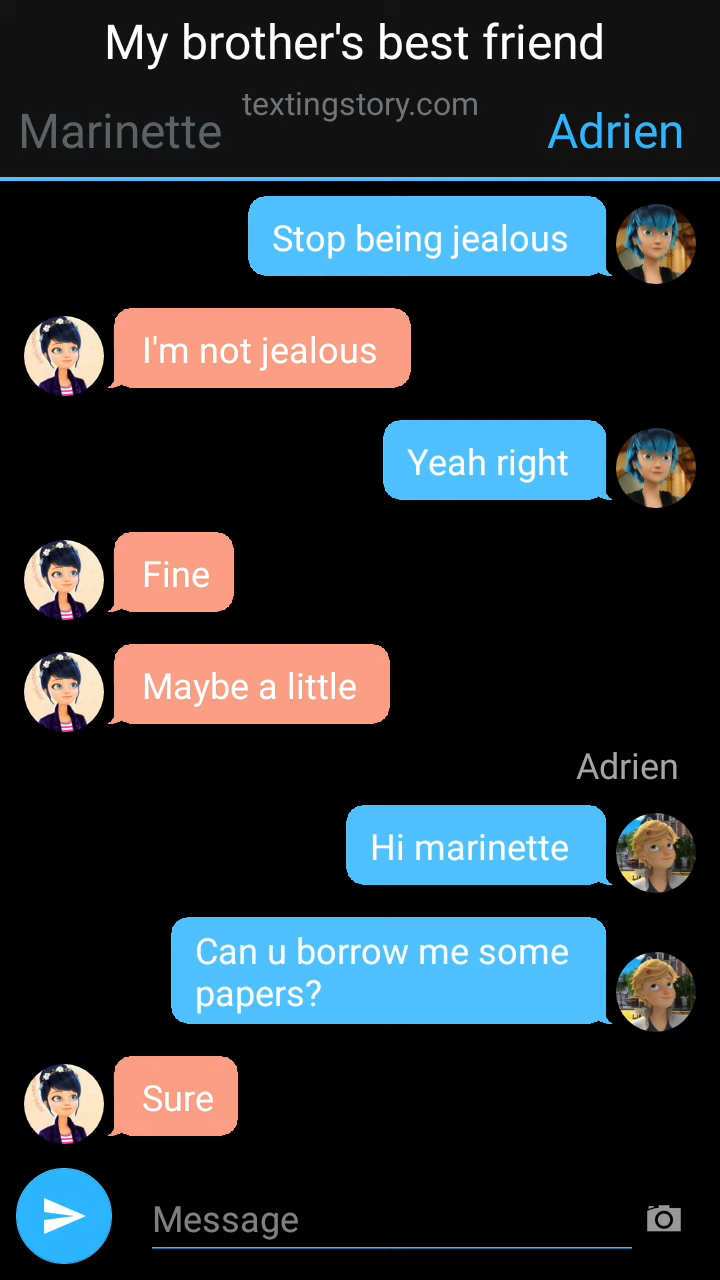 My brother's best friend
textingstory.com
Marinette
Adrien
Stop being jealous
I'm not jealous
Yeah right
Fine
Maybe a little
Adrien
Hi marinette
Can u borrow me some
papers?
Sure
Message